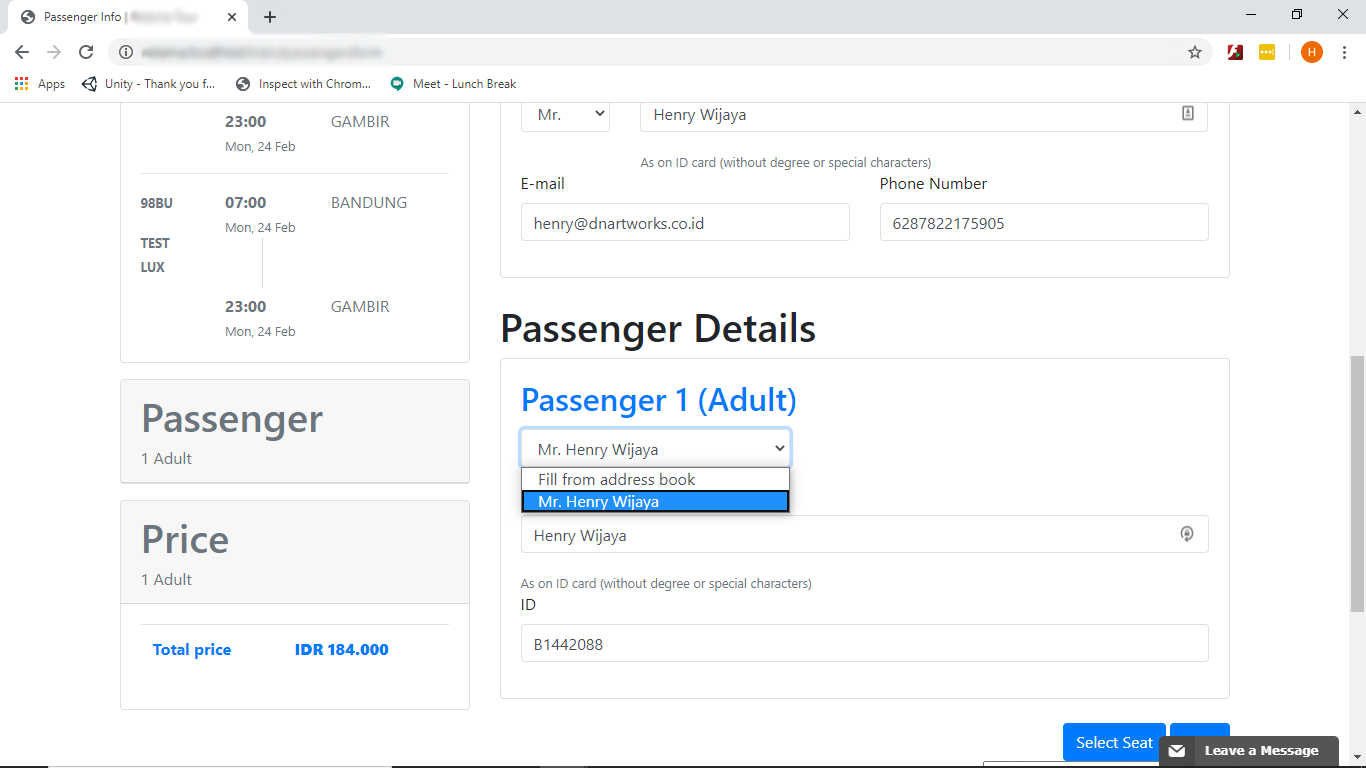 Passenger Info |
H
Apps
Unity - Thank you f...
Inspect with Chrom...
Meet - Lunch Break
23:00 GAMBIR
Mon, 24 Feb
98BU 07:00 BANDUNG
Mon, 24 Feb
TEST
LUX
23:00 GAMBIR
Mon, 24 Feb
Passenger
1 Adult
Price
1 Adult
Total price IDR 184.000
Mr. Henry Wijaya
As on ID card (without degree or special characters)
E-mail Phone Number
henry@dnartworks.co.id 6287822175905
Passenger Details
Passenger 1 (Adult)
Mr. Henry Wijaya
Fill from address book
Mr. Henry Wijaya
Henry Wijaya
As on ID card (without degree or special characters)
ID
B1442088
Select Seat
Leave a Message